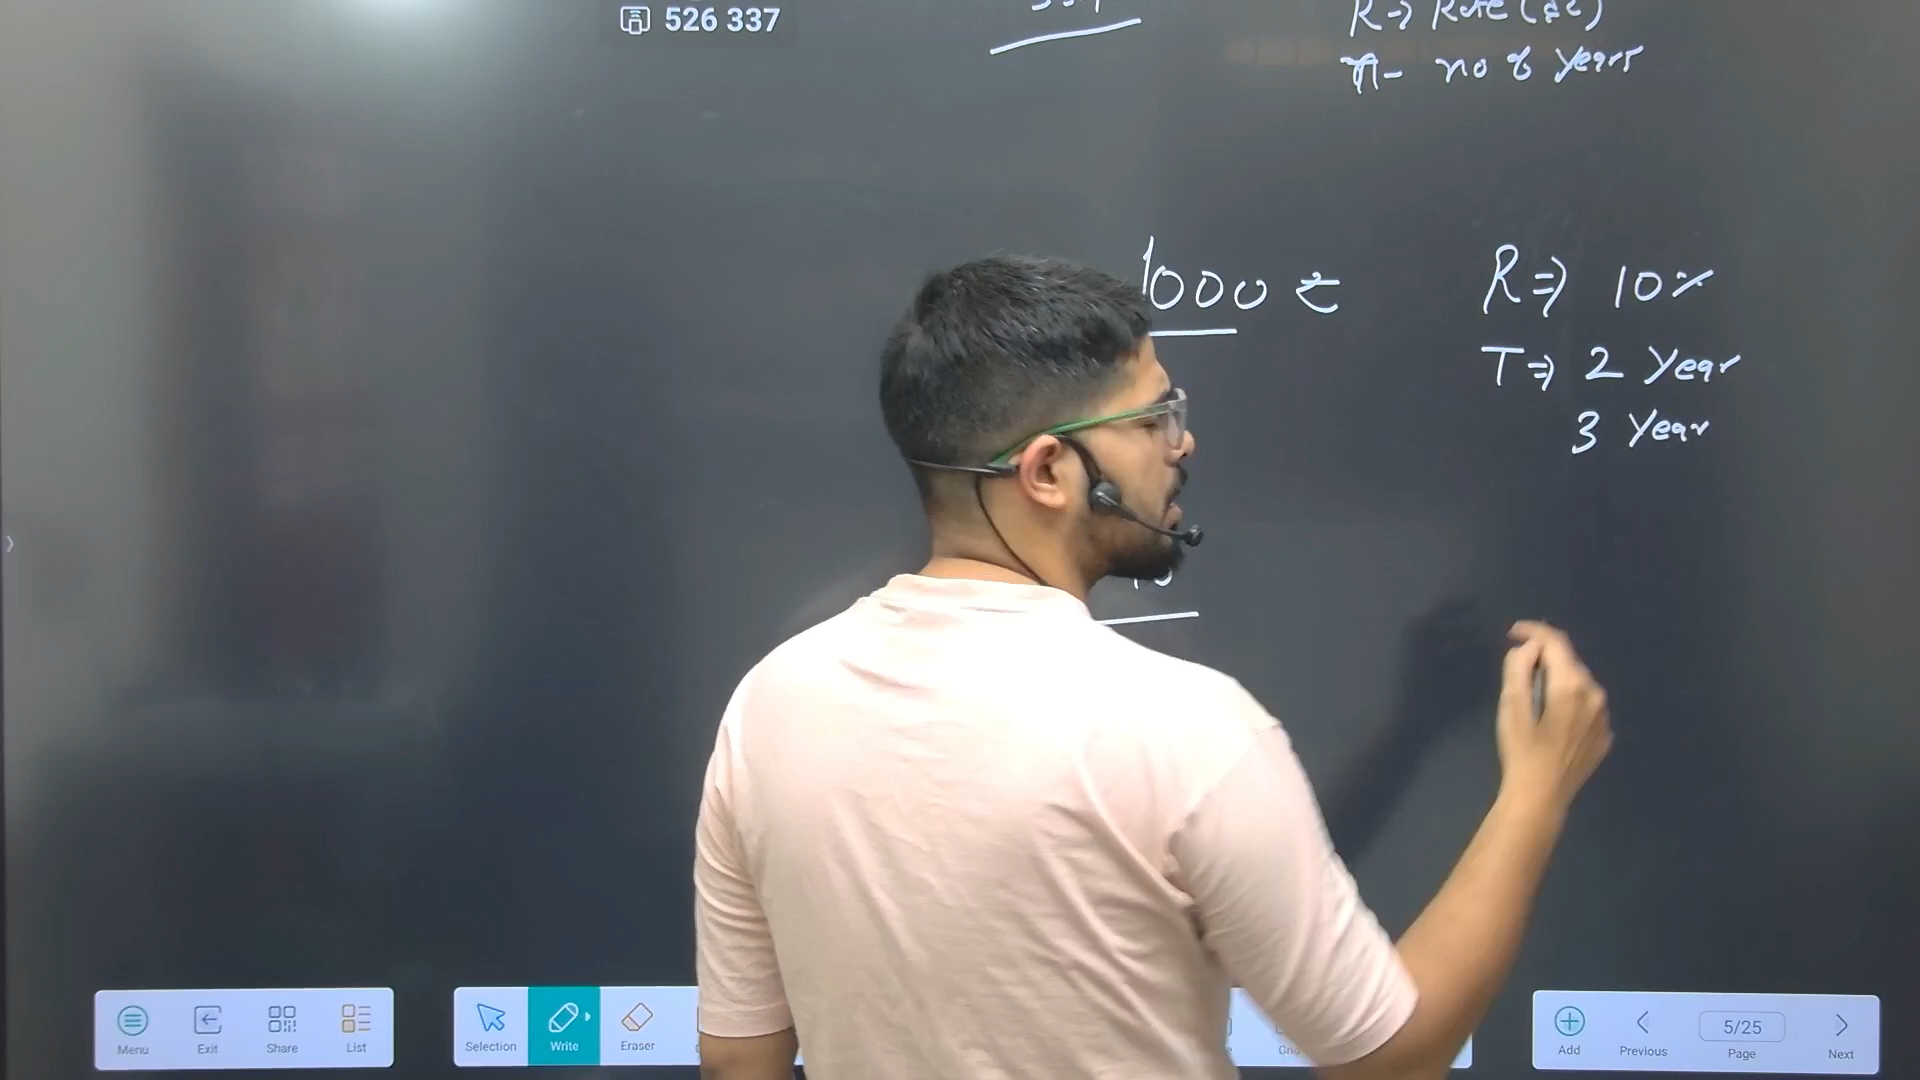 526 337
R → Rate (
n - no of years
1000 ₹
R ⇒ 10%
T ⇒ 2 Year
3 Year
Menu Exit Share List
Selection Write Eraser
Add Previous 5/25 Page Next